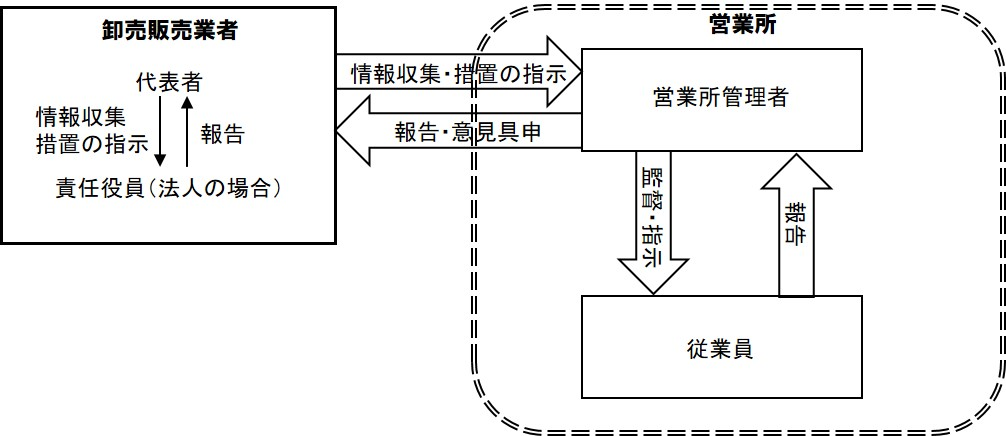 卸売販売業者
代表者
情報収集
措置の指示
報告
責任役員（法人の場合）
情報収集・措置の指示
報告・意見具申
営業所
営業所管理者
監督・指示
報告
従業員